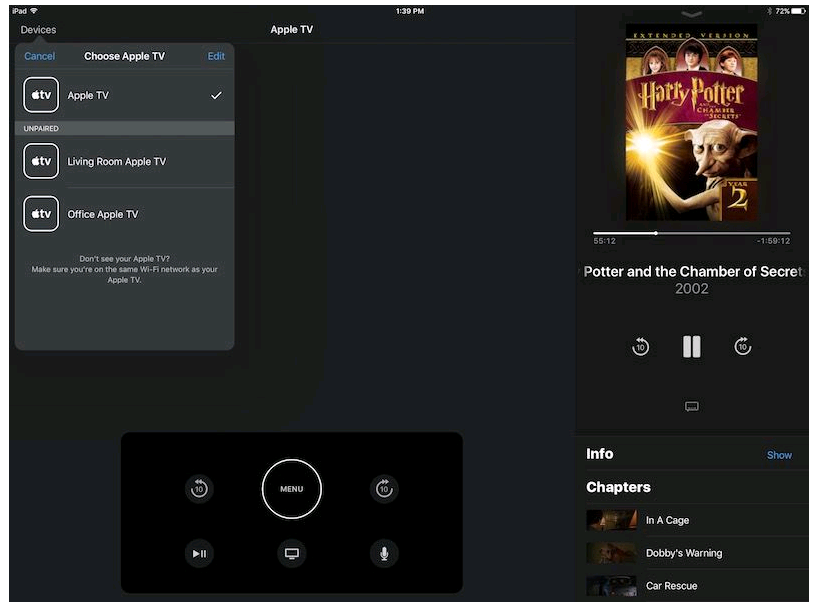 iPad
1:39 PM
72%
Devices
Apple TV
Cancel
Choose Apple TV
Edit
tv
Apple TV
UNPAIRED
tv
Living Room Apple TV
tv
Office Apple TV
Don't see your Apple TV?
Make sure you're on the same Wi-Fi network as your
Apple TV.
10
MENU
10
EXTENDED VERSION
Harry Potter
AND THE
CHAMBER OF
SECRETS
YEAR
2
55:12
-1:59:12
Potter and the Chamber of Secret
2002
10
10
Info
Show
Chapters
In A Cage
Dobby's Warning
Car Rescue